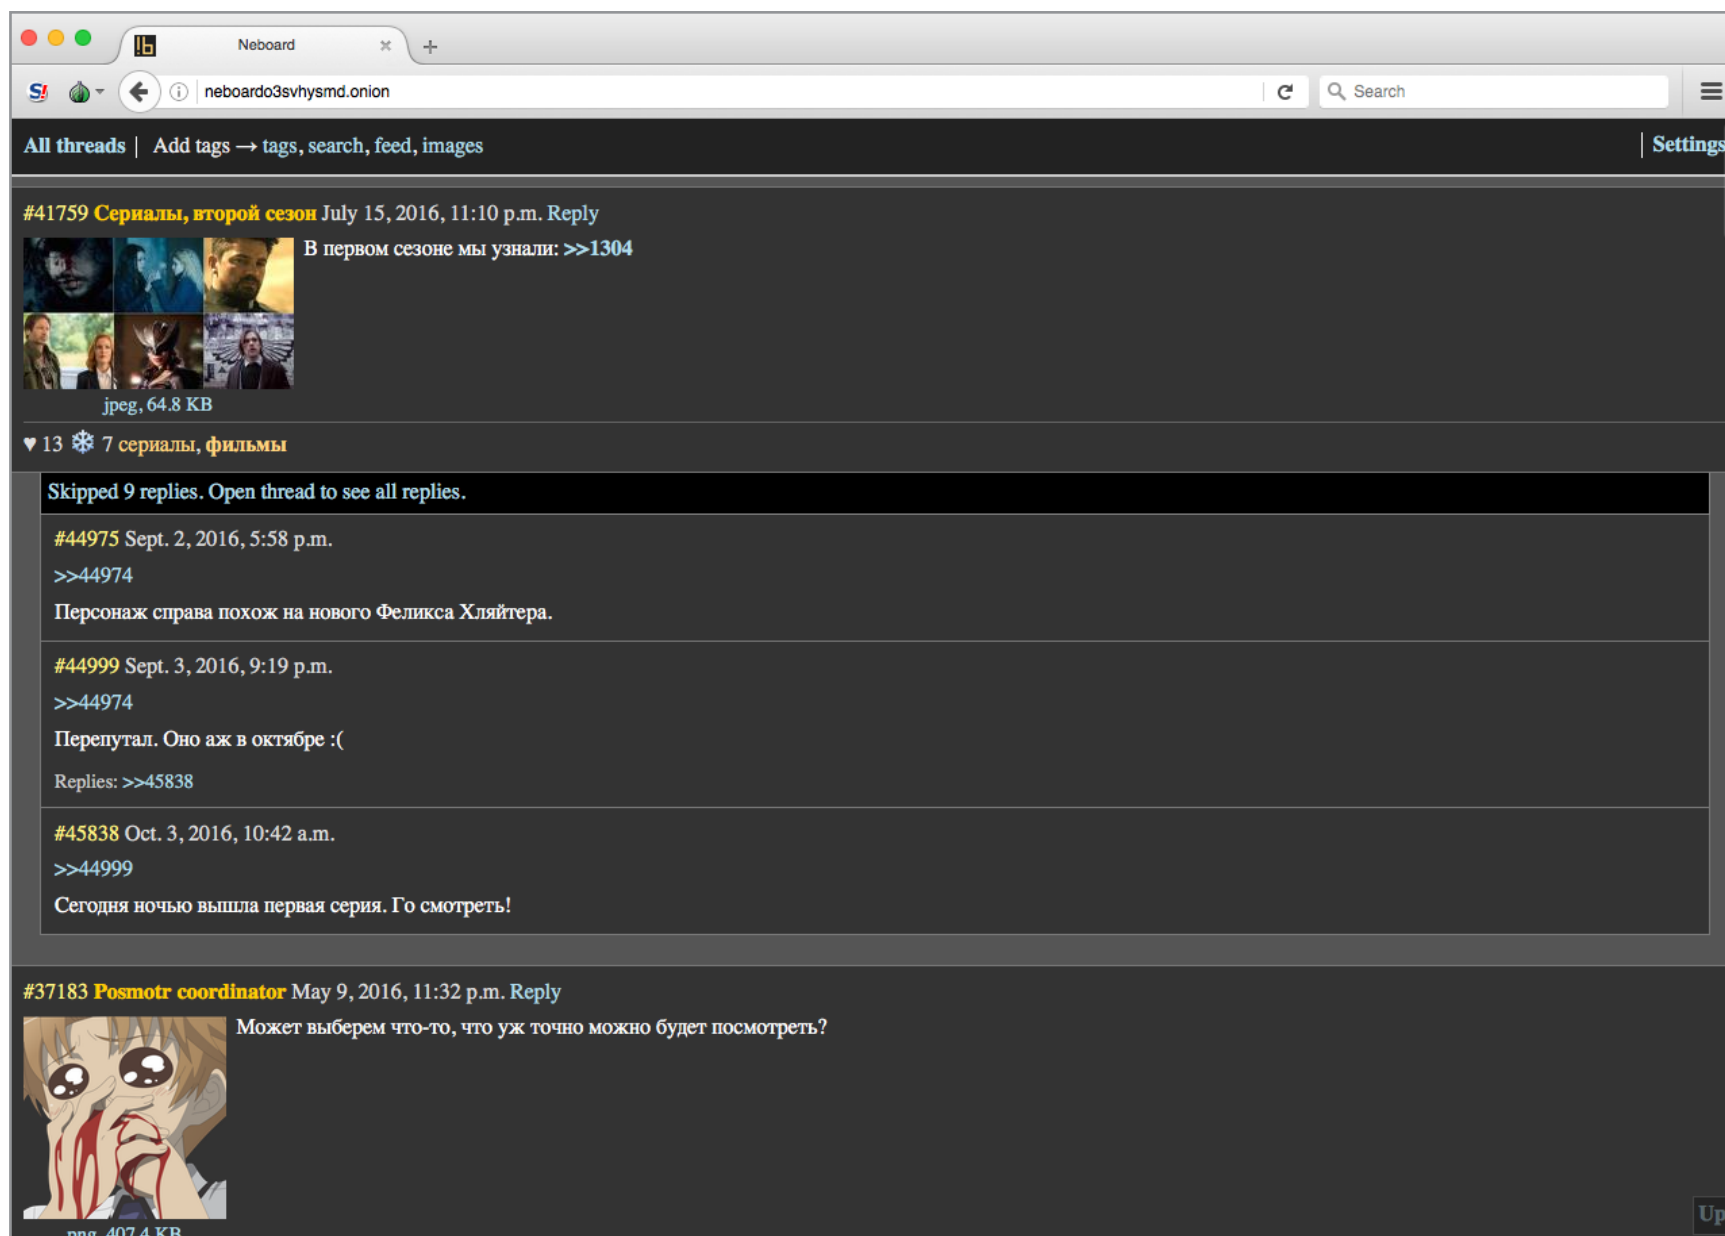 Neboard
neboardo3svhysmd.onion
Search
All threads | Add tags → tags, search, feed, images
| Settings
#41759 Сериалы, второй сезон July 15, 2016, 11:10 p.m. Reply
В первом сезоне мы узнали: >>1304
jpeg, 64.8 KB
♥ 13 ❄ 7 сериалы, фильмы
Skipped 9 replies. Open thread to see all replies.
#44975 Sept. 2, 2016, 5:58 p.m.
>>44974
Персонаж справа похож на нового Феликса Хляйтера.
#44999 Sept. 3, 2016, 9:19 p.m.
>>44974
Перепутал. Оно аж в октябре :(
Replies: >>45838
#45838 Oct. 3, 2016, 10:42 a.m.
>>44999
Сегодня ночью вышла первая серия. Го смотреть!
#37183 Posmotr coordinator May 9, 2016, 11:32 p.m. Reply
Может выберем что-то, что уж точно можно будет посмотреть?
png, 407.4 KB
Up